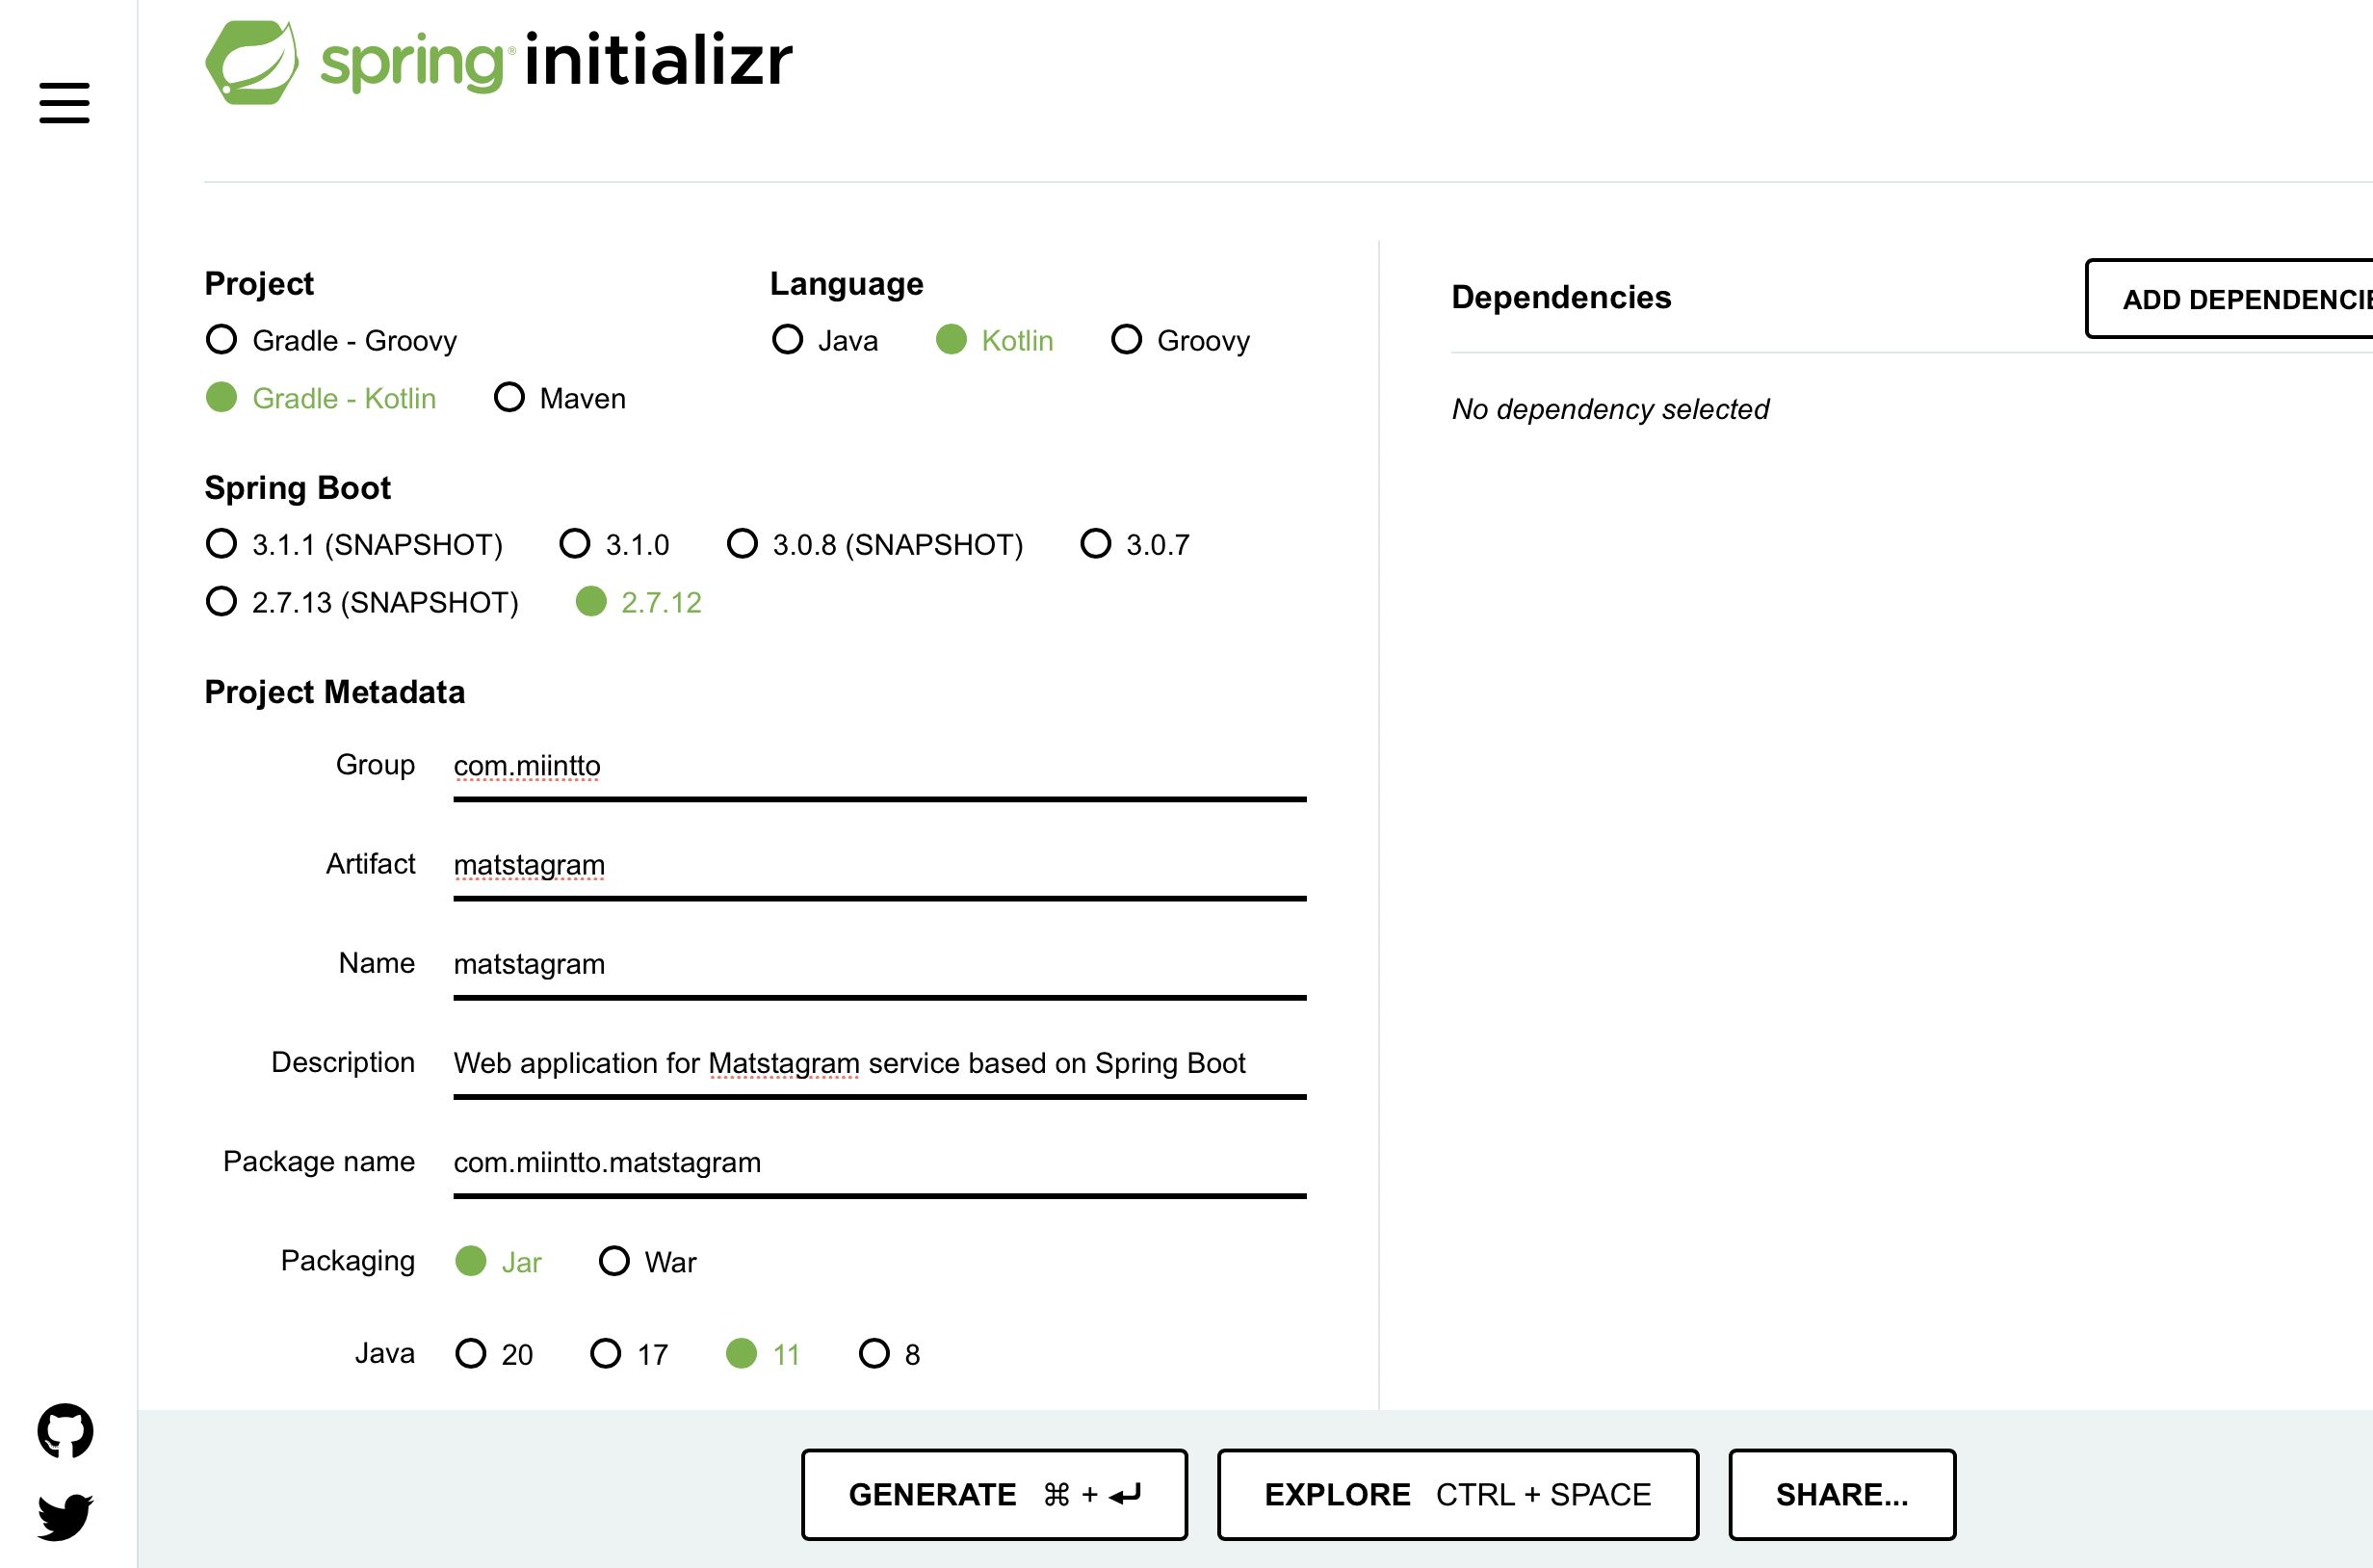 spring® initializr
Project
Gradle - Groovy
Gradle - Kotlin Maven
Language
Java Kotlin Groovy
Spring Boot
3.1.1 (SNAPSHOT) 3.1.0 3.0.8 (SNAPSHOT) 3.0.7
2.7.13 (SNAPSHOT) 2.7.12
Project Metadata
Group com.miintto
Artifact matstagram
Name matstagram
Description Web application for Matstagram service based on Spring Boot
Package name com.miintto.matstagram
Packaging Jar War
Java 20 17 11 8
Dependencies
ADD DEPENDENCIE
No dependency selected
GENERATE ⌘ + ⏎
EXPLORE CTRL + SPACE
SHARE...